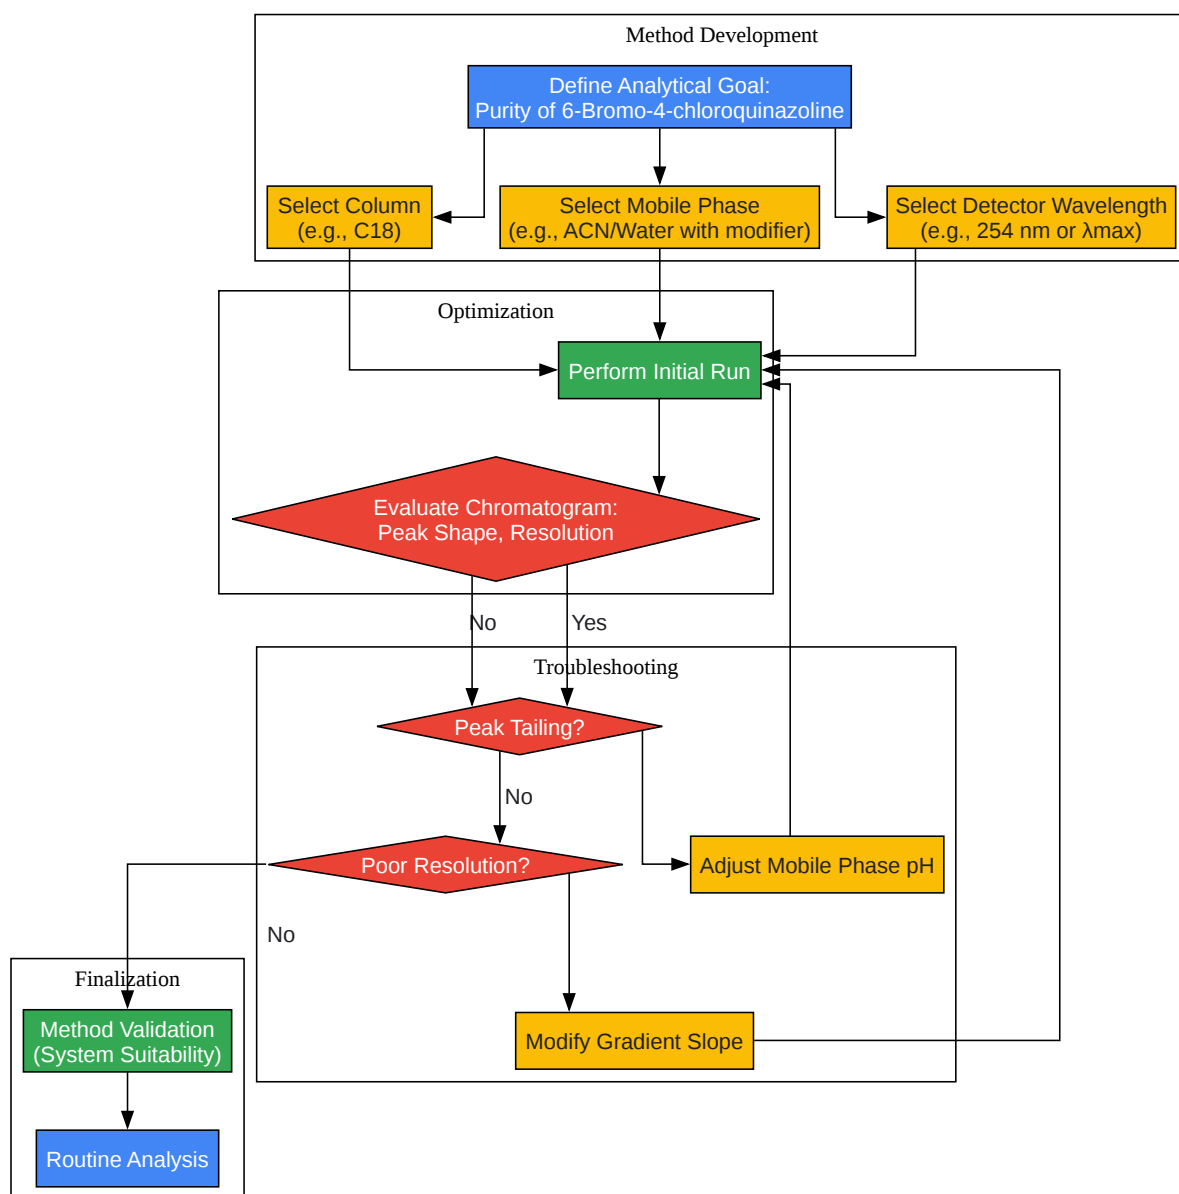 Method Development
Define Analytical Goal:
Purity of 6-Bromo-4-chloroquinazoline
Select Column
(e.g., C18)
Select Mobile Phase
(e.g., ACN/Water with modifier)
Select Detector Wavelength
(e.g., 254 nm or λmax)
Optimization
Perform Initial Run
Evaluate Chromatogram:
Peak Shape, Resolution
No
Yes
Troubleshooting
Peak Tailing?
No
Poor Resolution?
Adjust Mobile Phase pH
No
Finalization
Method Validation
(System Suitability)
Modify Gradient Slope
Routine Analysis